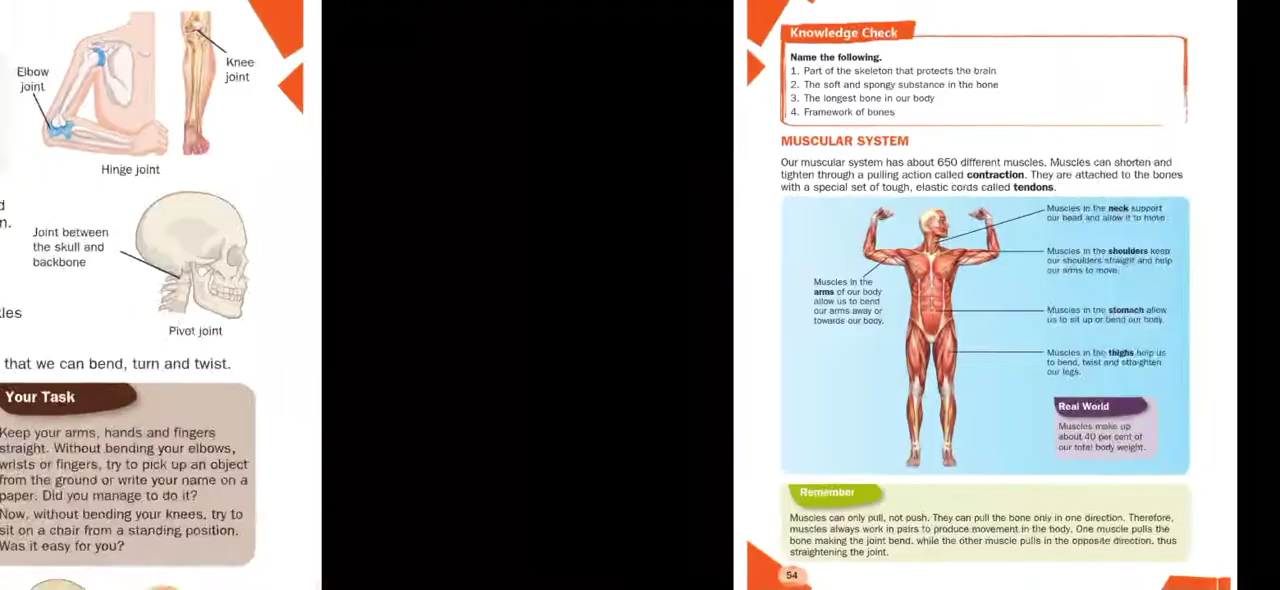 Elbow
joint
Knee
joint
Hinge joint
Joint between
the skull and
backbone
Pivot joint
that we can bend, turn and twist.
Your Task
Keep your arms, hands and fingers
straight. Without bending your elbows,
wrists or fingers, try to pick up an object
from the ground or write your name on a
paper. Did you manage to do it?
Now, without bending your knees, try to
sit on a chair from a standing position.
Was it easy for you?
Knowledge Check
Name the following.
1. Part of the skeleton that protects the brain
2. The soft and spongy substance in the bone
3. The longest bone in our body
4. Framework of bones
MUSCULAR SYSTEM
Our muscular system has about 650 different muscles. Muscles can shorten and
tighten through a pulling action called contraction. They are attached to the bones
with a special set of tough, elastic cords called tendons.
Muscles in the neck support
our head and allow it to move.
Muscles in the shoulders keep
our shoulders straight and help
our arms to move.
Muscles in the
arms of our body
allow us to bend
our arms away or
towards our body.
Muscles in the stomach allow
us to sit up or bend our body.
Muscles in the thighs help us
to bend, twist and straighten
our legs.
Real World
Muscles make up
about 40 per cent of
our total body weight.
Remember
Muscles can only pull, not push. They can pull the bone only in one direction. Therefore,
muscles always work in pairs to produce movement in the body. One muscle pulls the
bone making the joint bend, while the other muscle pulls in the opposite direction, thus
straightening the joint.
54